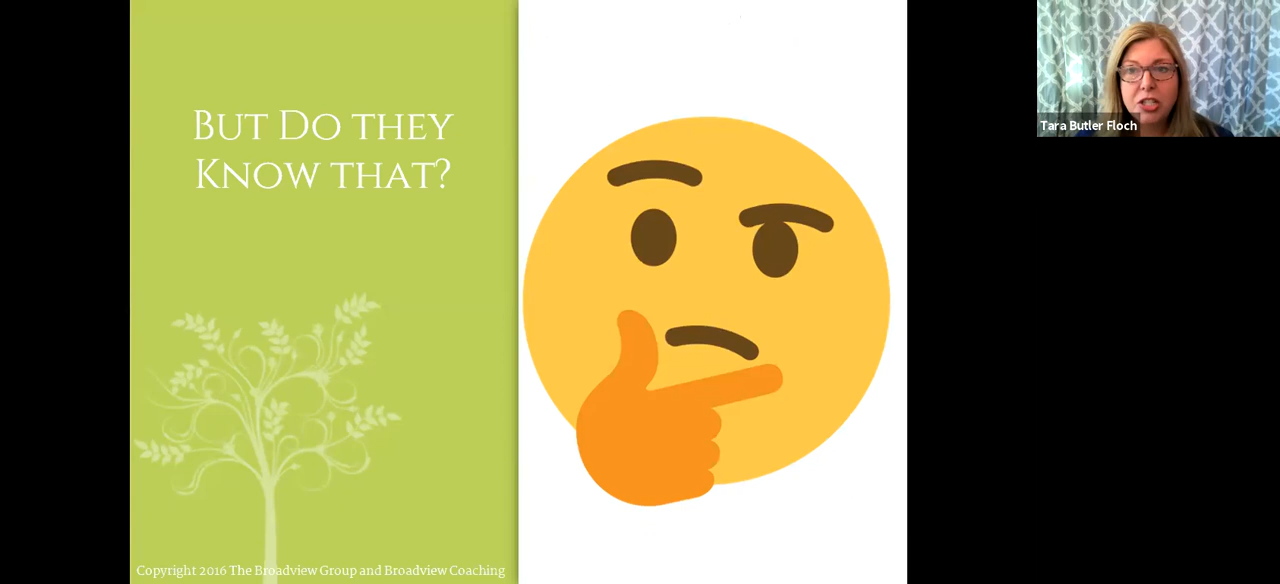 But Do they
Know that?
Copyright 2016 The Broadview Group and Broadview Coaching
Tara Butler Floch